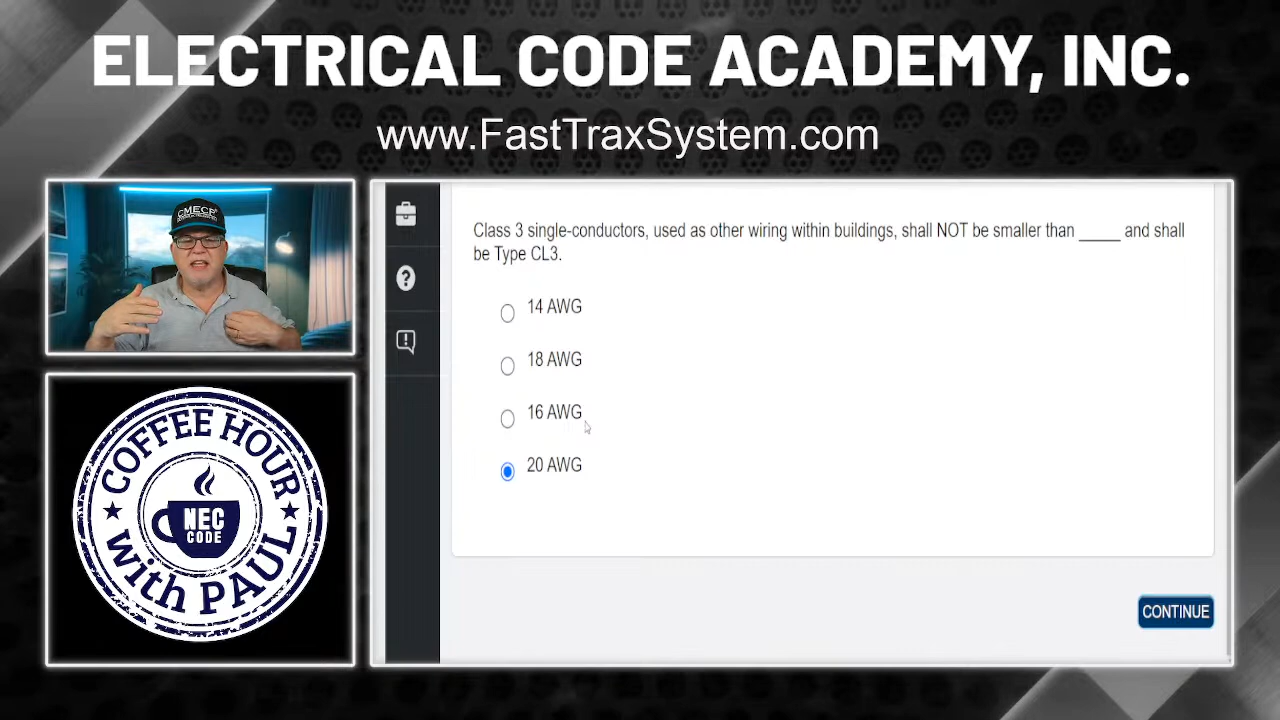 ELECTRICAL CODE ACADEMY, INC.
www.FastTraxSystem.com
CMECP
Class 3 single-conductors, used as other wiring within buildings, shall NOT be smaller than _____ and shall
be Type CL3.
14 AWG
18 AWG
16 AWG
20 AWG
CONTINUE
COFFEE HOUR
NEC
CODE
with PAUL